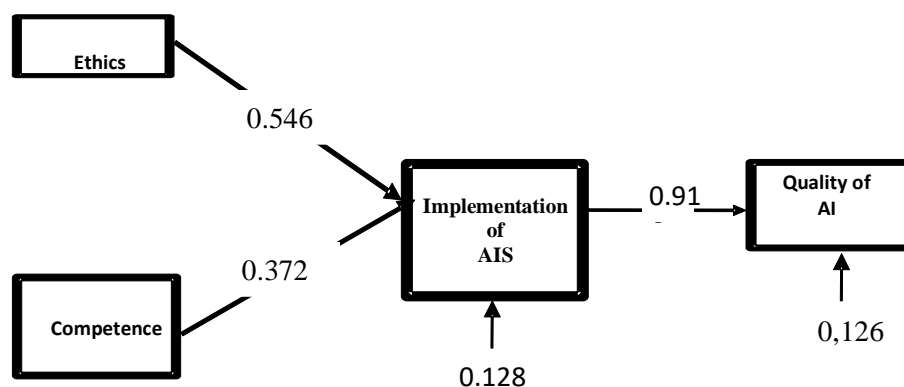 Ethics
0.546
Implementation
of
AIS
0.91
Quality of
AI
Competence
0.372
0.128
0,126